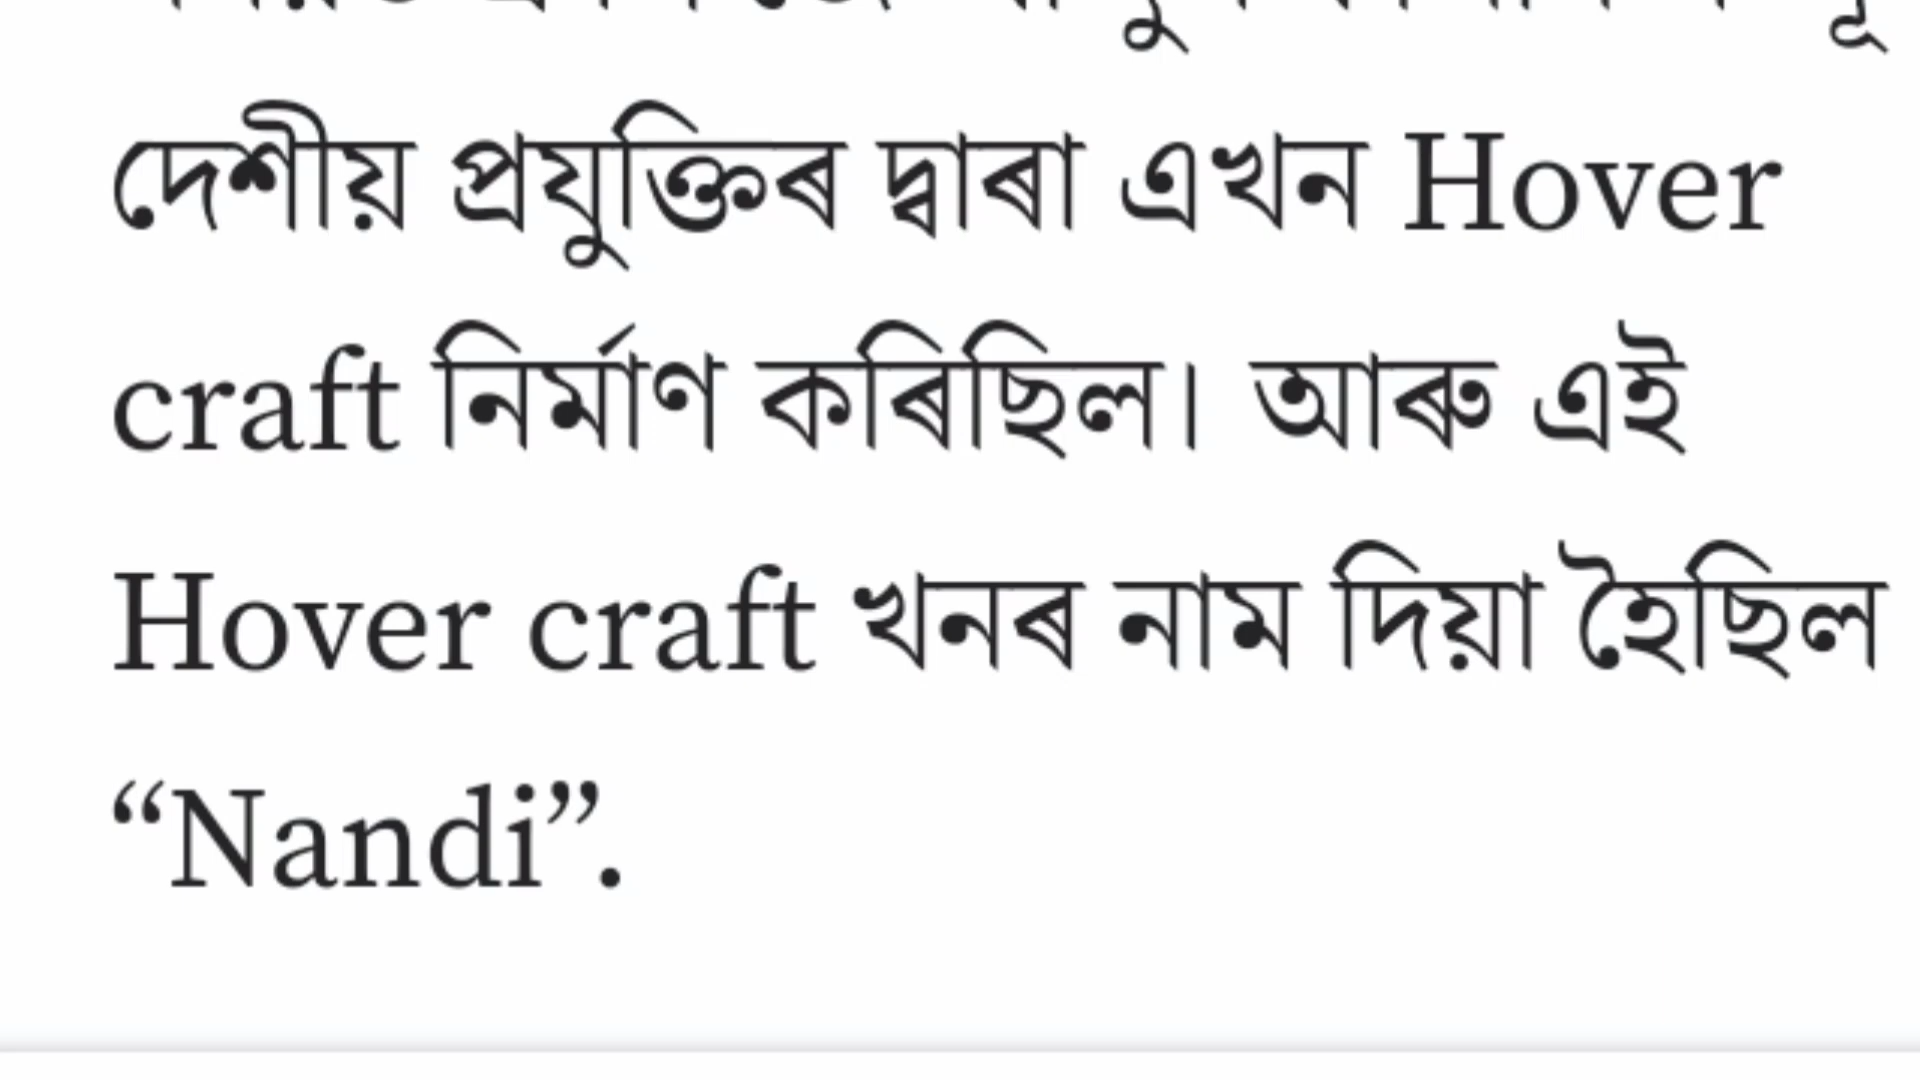 দেশীয় প্ৰযুক্তিৰ দ্বাৰা এখন Hover
craft নিৰ্মাণ কৰিছিল। আৰু এই
Hover craft খনৰ নাম দিয়া হৈছিল
“Nandi”.